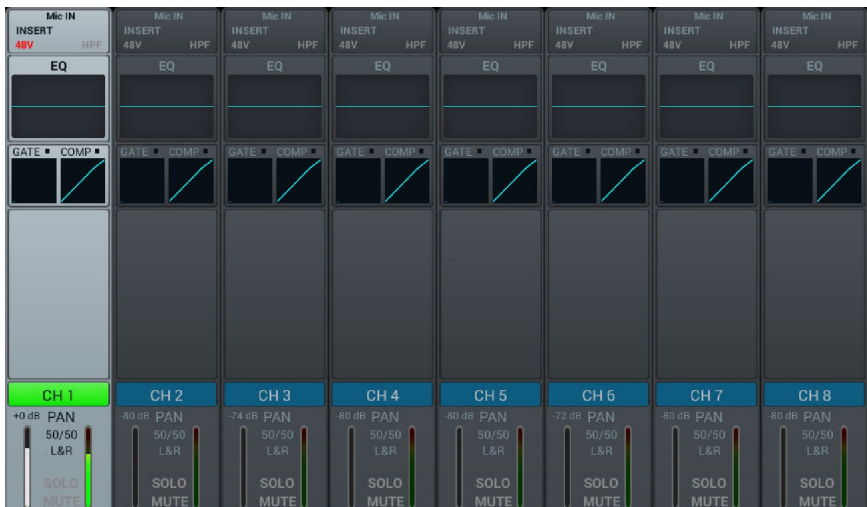 Mic IN Mic IN Mic IN Mic IN Mic IN Mic IN Mic IN Mic IN
INSERT INSERT INSERT INSERT INSERT INSERT INSERT INSERT
48V HPF 48V HPF 48V HPF 48V HPF 48V HPF 48V HPF 48V HPF 48V HPF
EQ EQ EQ EQ EQ EQ EQ EQ
GATE COMP GATE COMP GATE COMP GATE COMP GATE COMP GATE COMP GATE COMP GATE COMP
CH 1 CH 2 CH 3 CH 4 CH 5 CH 6 CH 7 CH 8
+0 dB PAN -80 dB PAN -74 dB PAN -80 dB PAN -80 dB PAN -72 dB PAN -80 dB PAN -80 dB PAN
50/50 50/50 50/50 50/50 50/50 50/50 50/50 50/50
L&R L&R L&R L&R L&R L&R L&R L&R
SOLO SOLO SOLO SOLO SOLO SOLO SOLO SOLO
MUTE MUTE MUTE MUTE MUTE MUTE MUTE MUTE